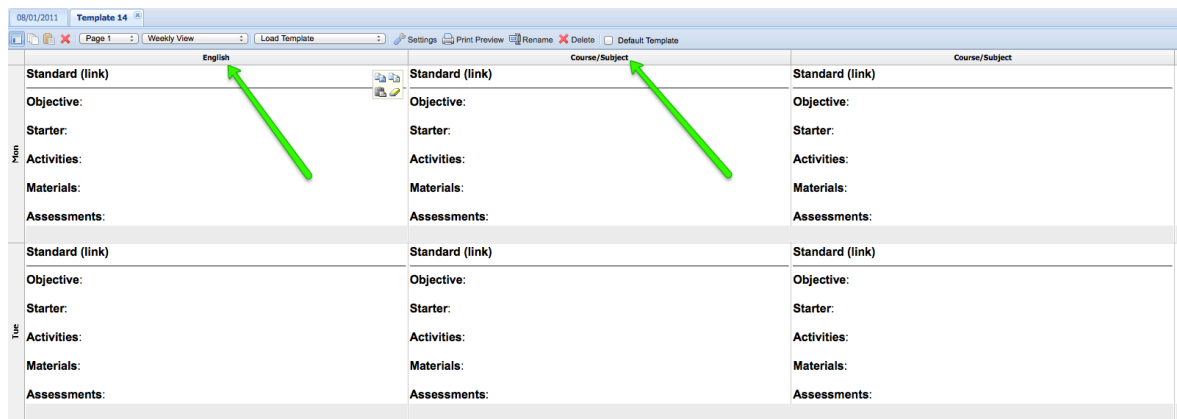 08/01/2011 Template 14
Page 1 Weekly View Load Template Settings Print Preview Rename Delete Default Template
English Course/Subject Course/Subject
Mon
Standard (link) Standard (link) Standard (link)
Objective: Objective: Objective:
Starter: Starter: Starter:
Activities: Activities: Activities:
Materials: Materials: Materials:
Assessments: Assessments: Assessments:
Tue
Standard (link) Standard (link) Standard (link)
Objective: Objective: Objective:
Starter: Starter: Starter:
Activities: Activities: Activities:
Materials: Materials: Materials:
Assessments: Assessments: Assessments: